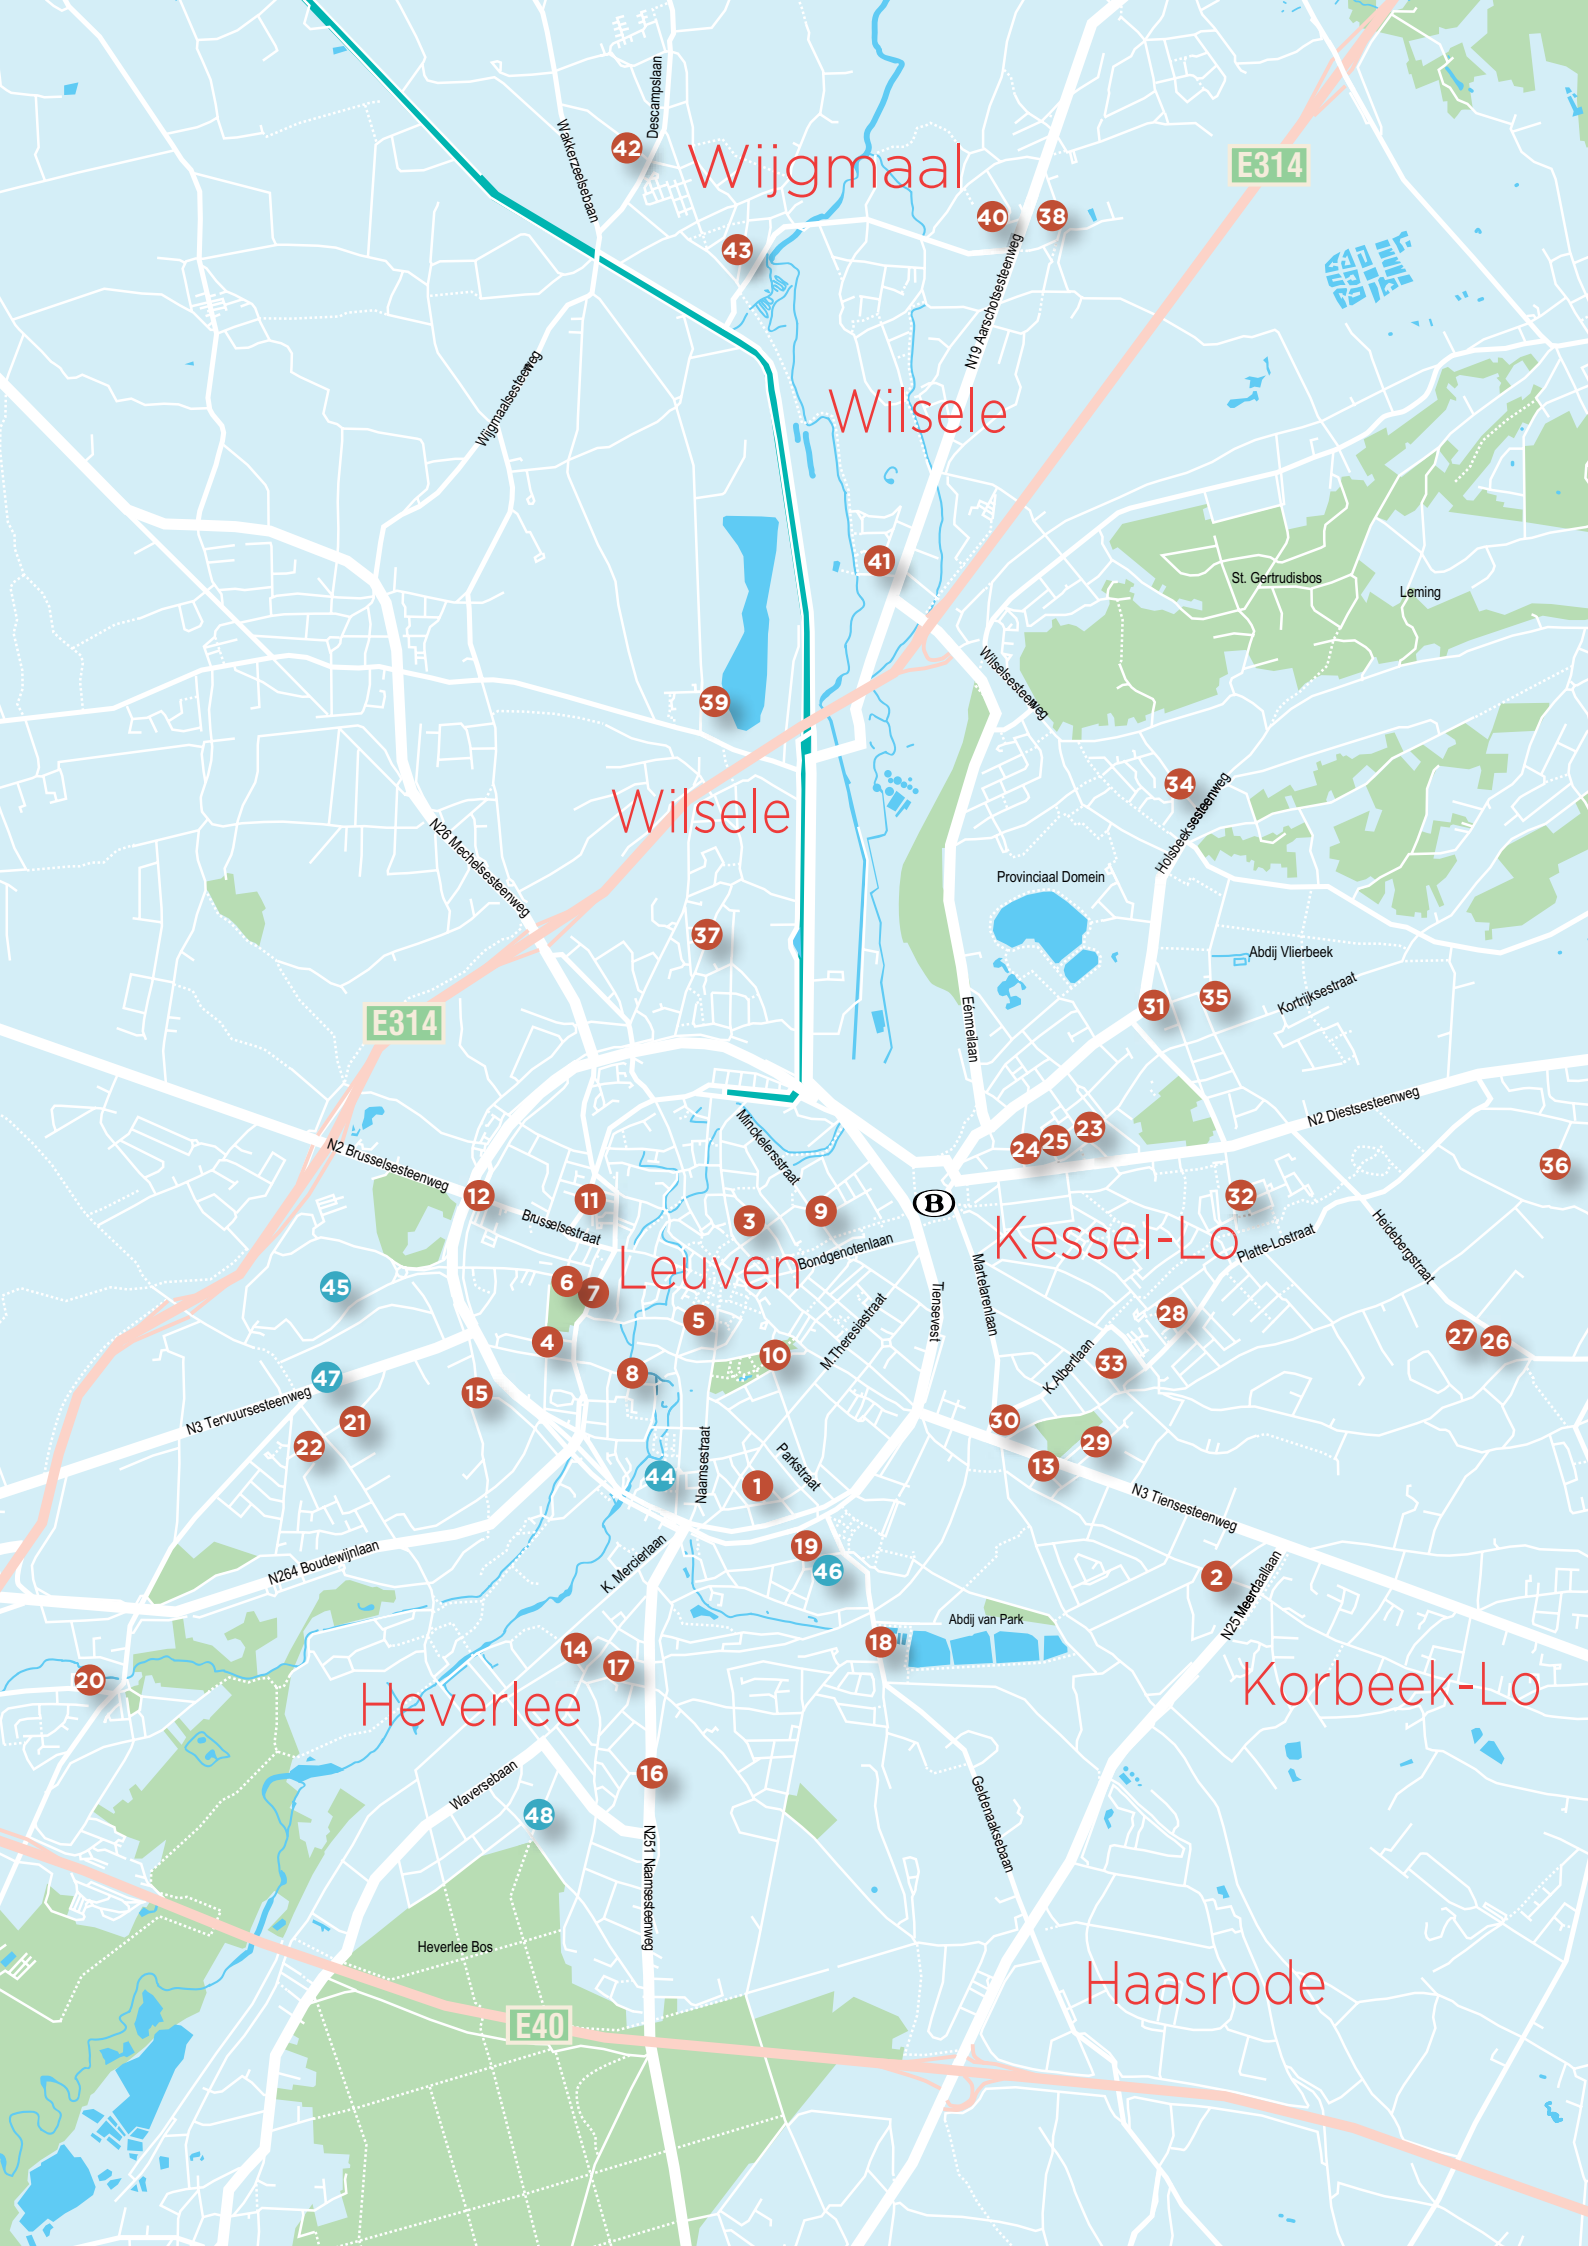 Descampslaan
Wakkerzeelsebaan
42
Wijgmaal
E314
40
38
43
N19 Aarschotsesteenweg
Wijgmaalsesteenweg
Wilsele
41
St. Gertrudisbos
Leming
Wilselsesteenweg
39
34
Holsbeeksesteenweg
Wilsele
N26 Mechelsesteenweg
Provinciaal Domein
37
Abdij Vlierbeek
Kortrijksestraat
35
31
E314
Eénmeilaan
N2 Diestsesteenweg
Minckelersstraat
23
25
24
N2 Brusselsesteenweg
36
12
11
B
32
9
3
Brusselsestraat
Kessel-Lo
Platte-Lostraat
Heidebergstraat
Bondgenotenlaan
Leuven
Martelarenlaan
6
7
45
Tiensevest
M.Theresiastraat
28
5
27
26
4
10
K.Albertlaan
33
8
47
15
N3 Tervuursesteenweg
21
30
22
29
Naamsestraat
Parkstraat
13
44
1
N3 Tiensesteenweg
19
46
K. Mercierlaan
N264 Boudewijnlaan
2
N25 Meerdaallaan
Abdij van Park
18
14
17
20
Heverlee
Korbeek-Lo
16
Waversebaan
48
Geldenaaksebaan
N251 Naamsesteenweg
Heverlee Bos
Haasrode
E40